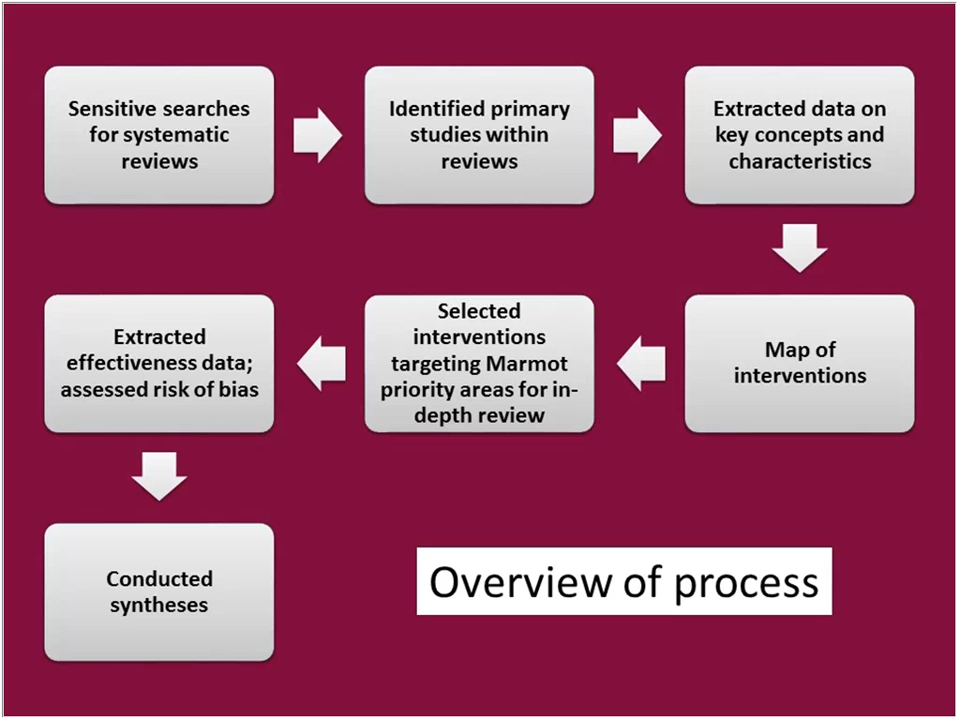 Sensitive searches
for systematic
reviews
Identified primary
studies within
reviews
Extracted data on
key concepts and
characteristics
Map of
interventions
Selected
interventions
targeting Marmot
priority areas for in-
depth review
Extracted
effectiveness data;
assessed risk of bias
Conducted
syntheses
Overview of process